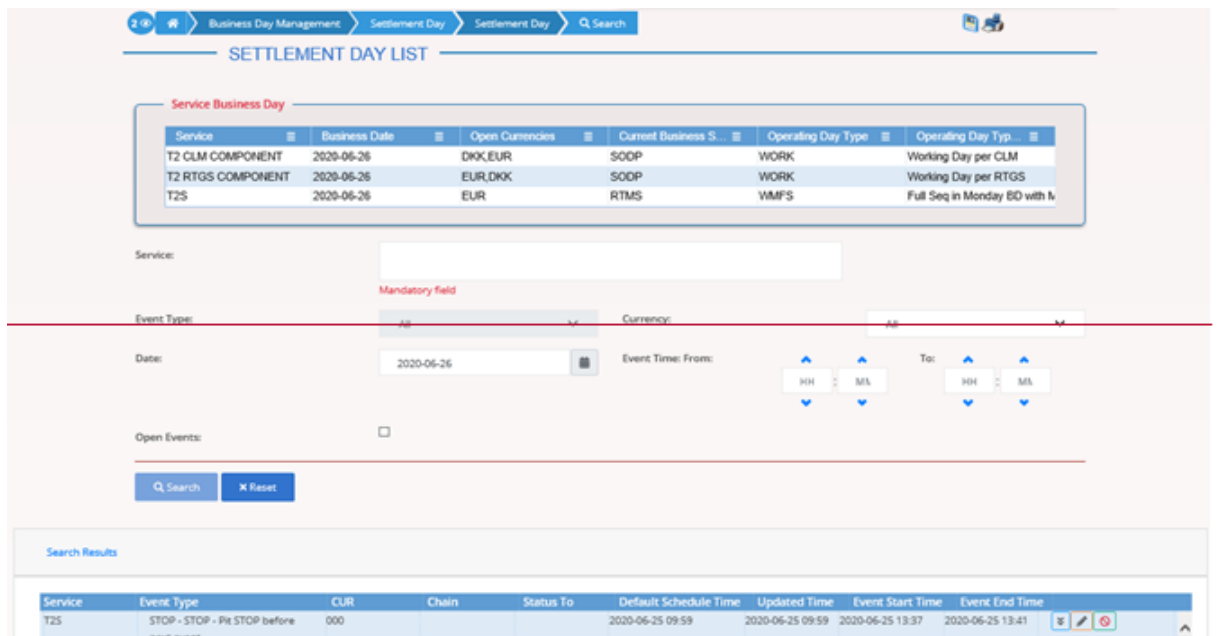 2 Business Day Management Settlement Day Settlement Day Search
SETTLEMENT DAY LIST
Service Business Day
Service Business Date Open Currencies Current Business S... Operating Day Type Operating Day Typ...
T2 CLM COMPONENT 2020-06-26 DKK,EUR SODP WORK Working Day per CLM
T2 RTGS COMPONENT 2020-06-26 EUR,DKK SODP WORK Working Day per RTGS
T2S 2020-06-26 EUR RTMS WMFS Full Seq in Monday BD with M
Service:
Mandatory field
Event Type: All Currency: All
Date: 2020-06-26 Event Time: From: HH : MM To: HH : MM
Open Events:
Search Reset
Search Results
Service Event Type CUR Chain Status To Default Schedule Time Updated Time Event Start Time Event End Time
T2S STOP - STOP - Pit STOP before 000 2020-06-25 09:59 2020-06-25 09:59 2020-06-25 13:37 2020-06-25 13:41